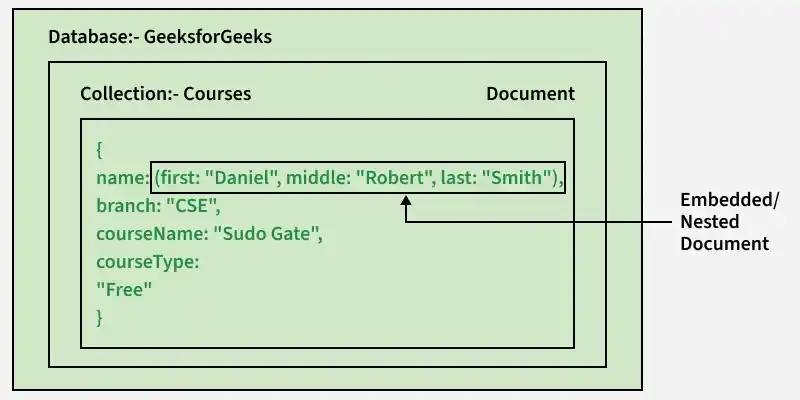 Database:- GeeksforGeeks
Collection:- Courses
Document
{
name: (first: "Daniel", middle: "Robert", last: "Smith"),
branch: "CSE",
courseName: "Sudo Gate",
courseType:
"Free"
}
Embedded/
Nested
Document